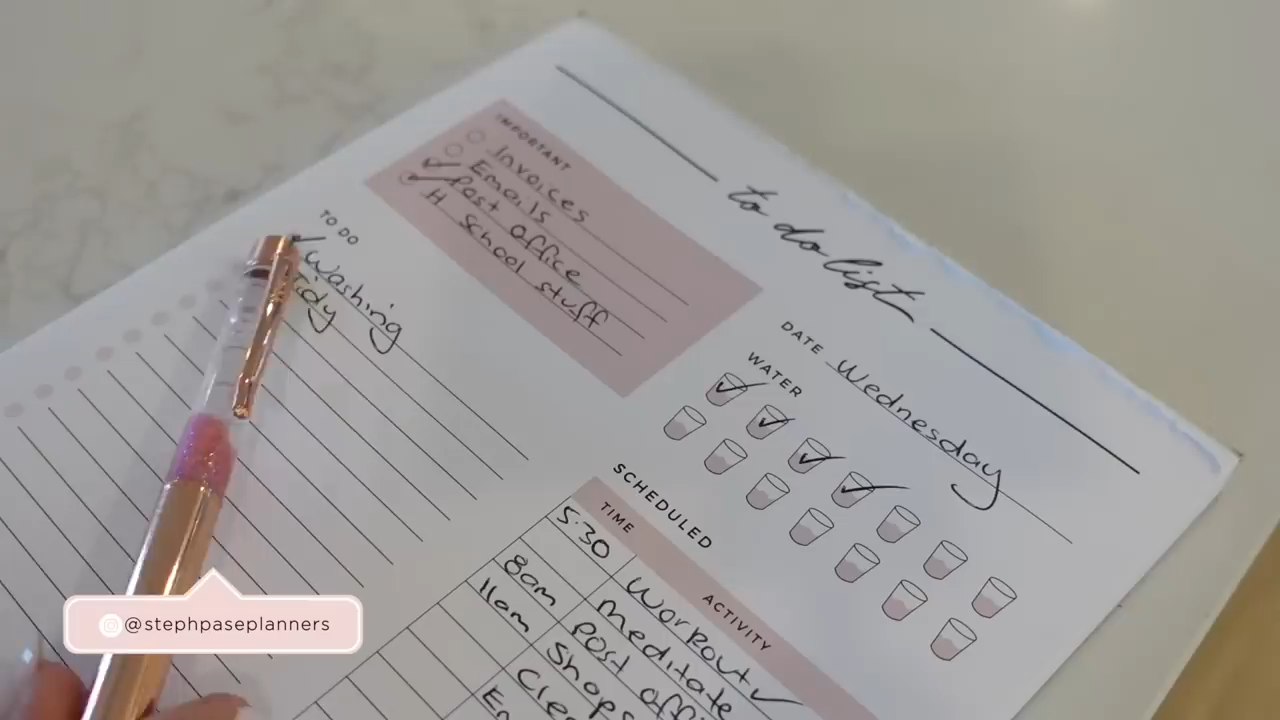 to do list
IMPORTANT
Invoices
Emails
Post office
H School stuff
TO DO
Washing
Tidy
DATE Wednesday
WATER
SCHEDULED
TIME ACTIVITY
5.30 Workout
Meditate
8am Post
11am Shops
@stephpaseplanners